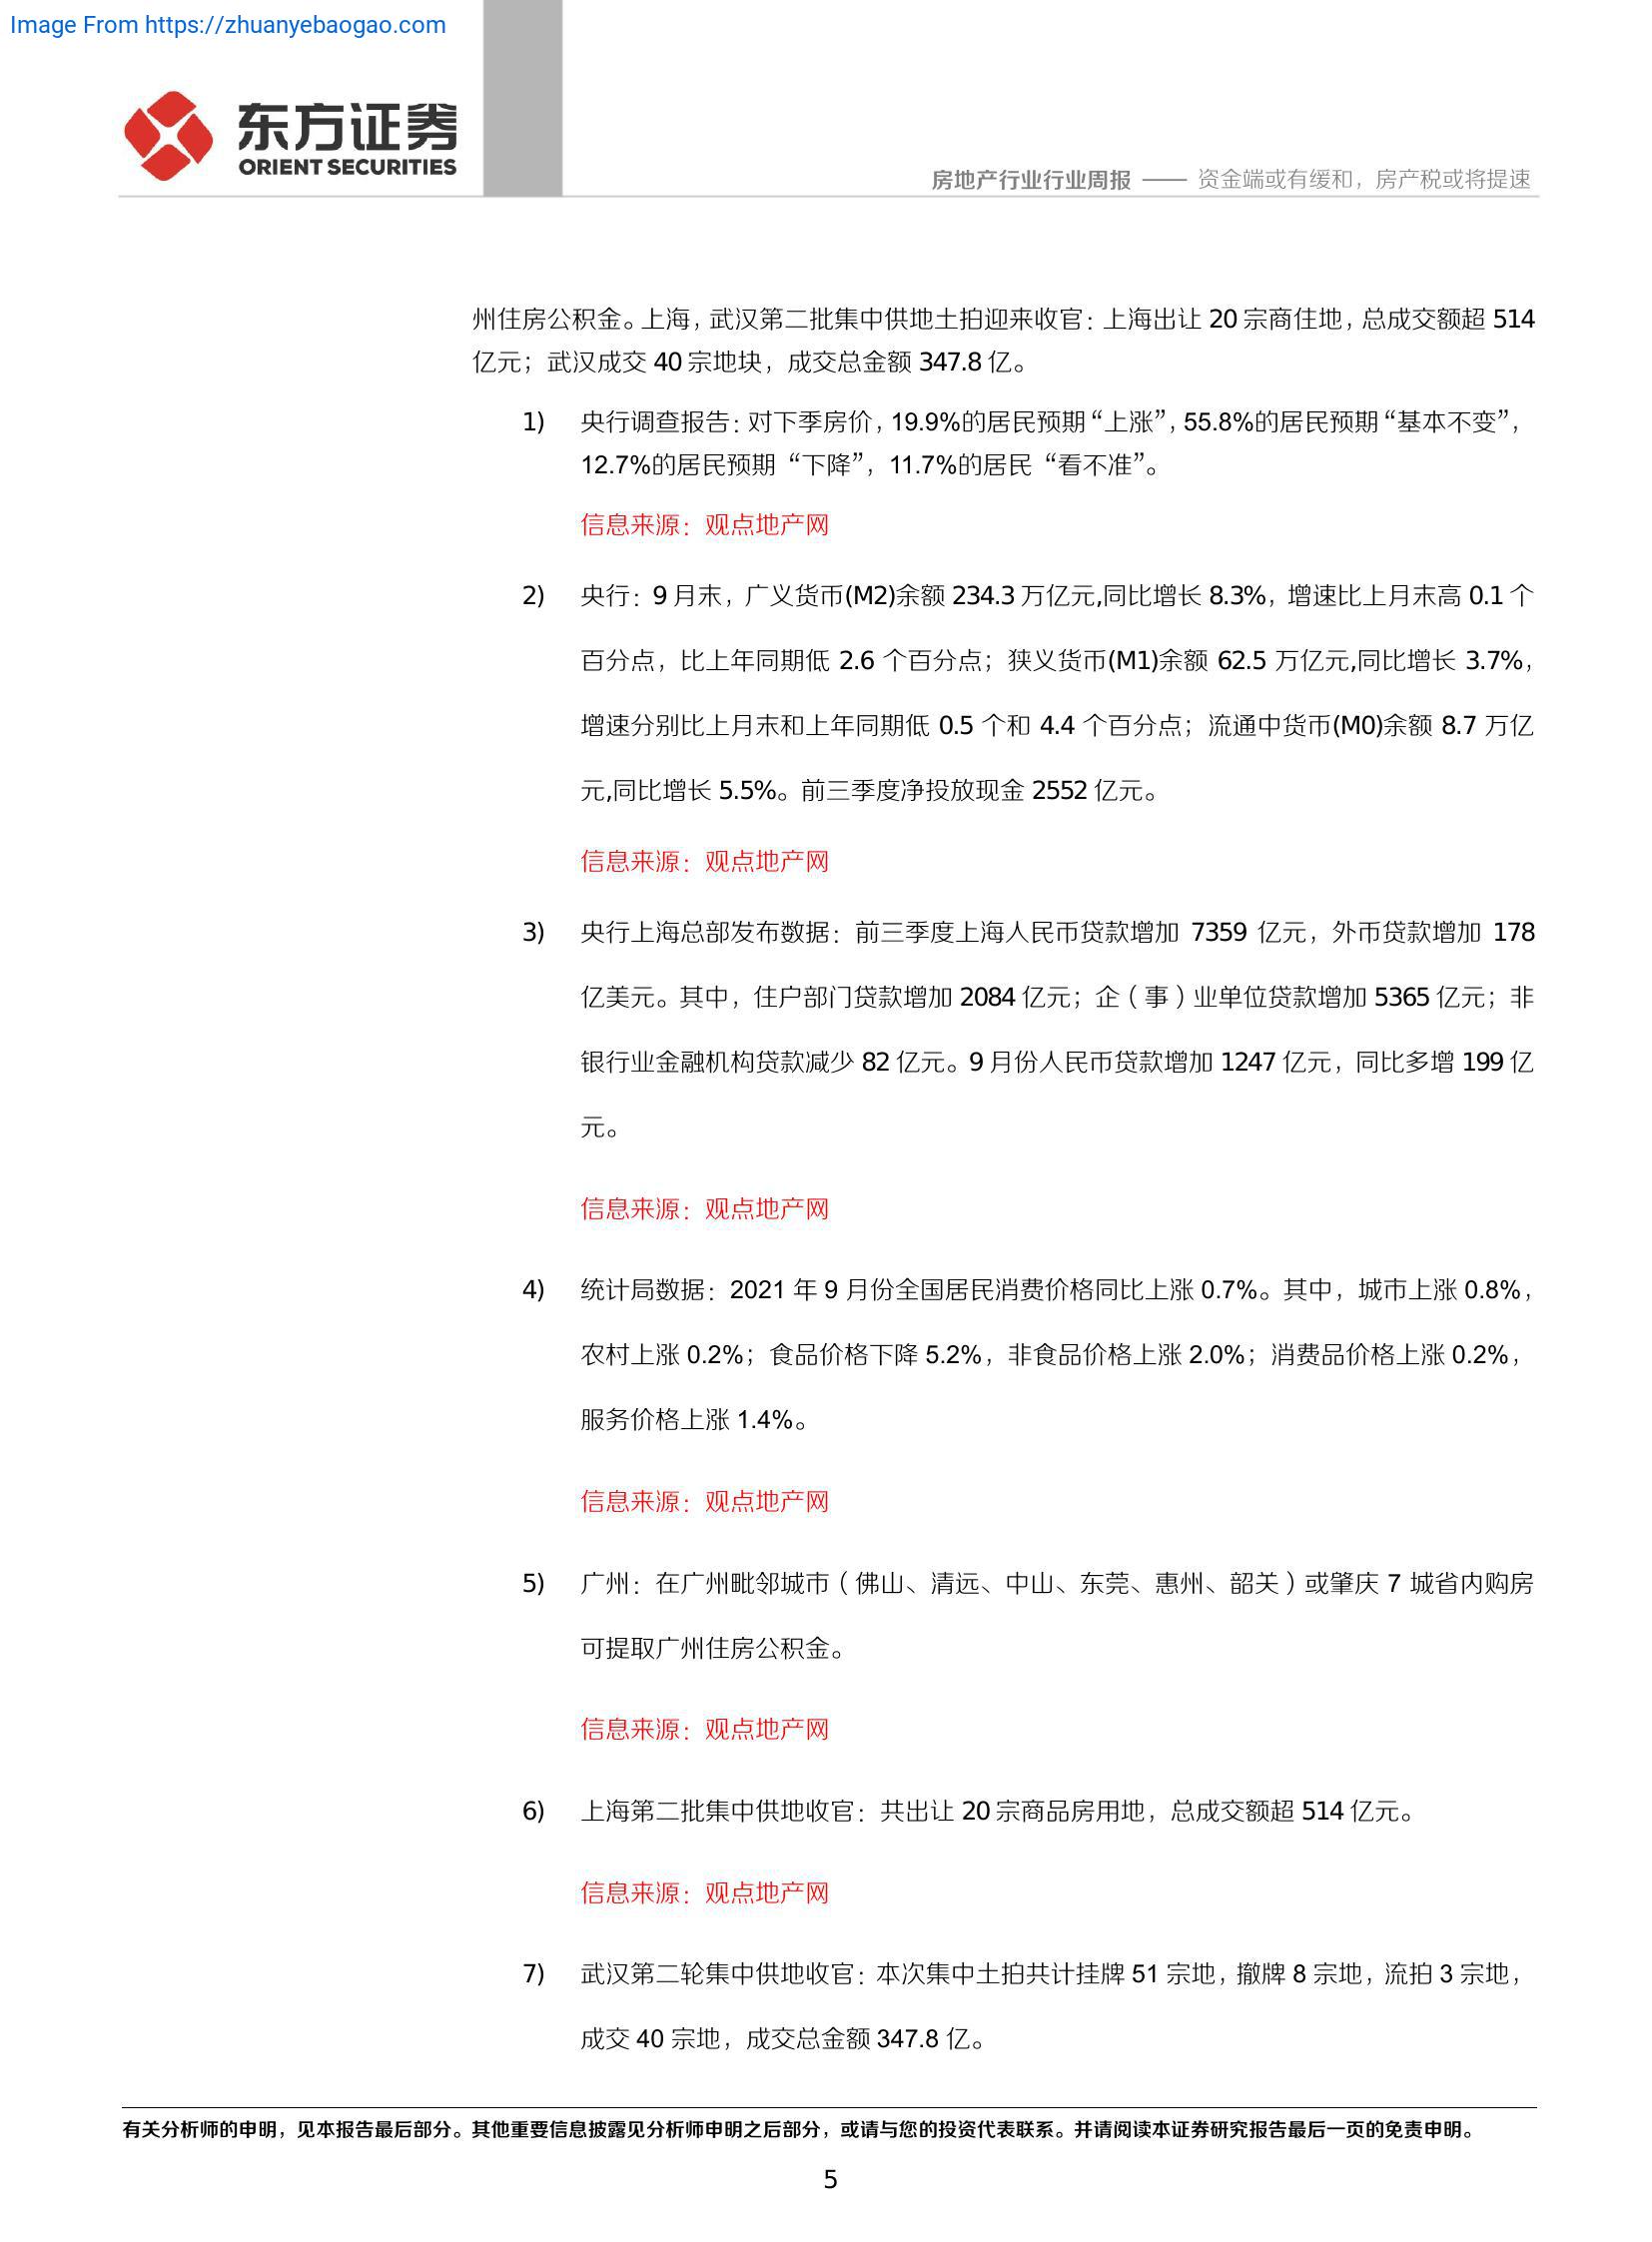 Image From https://zhuanyebaogao.com
东方证券
ORIENT SECURITIES
房地产行业行业周报 —— 资金端或有缓和，房产税或将提速
州住房公积金。上海，武汉第二批集中供地土拍迎来收官：上海出让 20 宗商住地，总成交额超 514
亿元；武汉成交 40 宗地块，成交总金额 347.8 亿。
1) 央行调查报告：对下季房价，19.9%的居民预期“上涨”，55.8%的居民预期“基本不变”，
12.7%的居民预期“下降”，11.7%的居民“看不准”。
信息来源：观点地产网
2) 央行：9 月末，广义货币(M2)余额 234.3 万亿元,同比增长 8.3%，增速比上月末高 0.1 个
百分点，比上年同期低 2.6 个百分点；狭义货币(M1)余额 62.5 万亿元,同比增长 3.7%，
增速分别比上月末和上年同期低 0.5 个和 4.4 个百分点；流通中货币(M0)余额 8.7 万亿
元,同比增长 5.5%。前三季度净投放现金 2552 亿元。
信息来源：观点地产网
3) 央行上海总部发布数据：前三季度上海人民币贷款增加 7359 亿元，外币贷款增加 178
亿美元。其中，住户部门贷款增加 2084 亿元；企（事）业单位贷款增加 5365 亿元；非
银行业金融机构贷款减少 82 亿元。9 月份人民币贷款增加 1247 亿元，同比多增 199 亿
元。
信息来源：观点地产网
4) 统计局数据：2021 年 9 月份全国居民消费价格同比上涨 0.7%。其中，城市上涨 0.8%，
农村上涨 0.2%；食品价格下降 5.2%，非食品价格上涨 2.0%；消费品价格上涨 0.2%，
服务价格上涨 1.4%。
信息来源：观点地产网
5) 广州：在广州毗邻城市（佛山、清远、中山、东莞、惠州、韶关）或肇庆 7 城省内购房
可提取广州住房公积金。
信息来源：观点地产网
6) 上海第二批集中供地收官：共出让 20 宗商品房用地，总成交额超 514 亿元。
信息来源：观点地产网
7) 武汉第二轮集中供地收官：本次集中土拍共计挂牌 51 宗地，撤牌 8 宗地，流拍 3 宗地，
成交 40 宗地，成交总金额 347.8 亿。
有关分析师的申明，见本报告最后部分。其他重要信息披露见分析师申明之后部分，或请与您的投资代表联系。并请阅读本证券研究报告最后一页的免责申明。
5